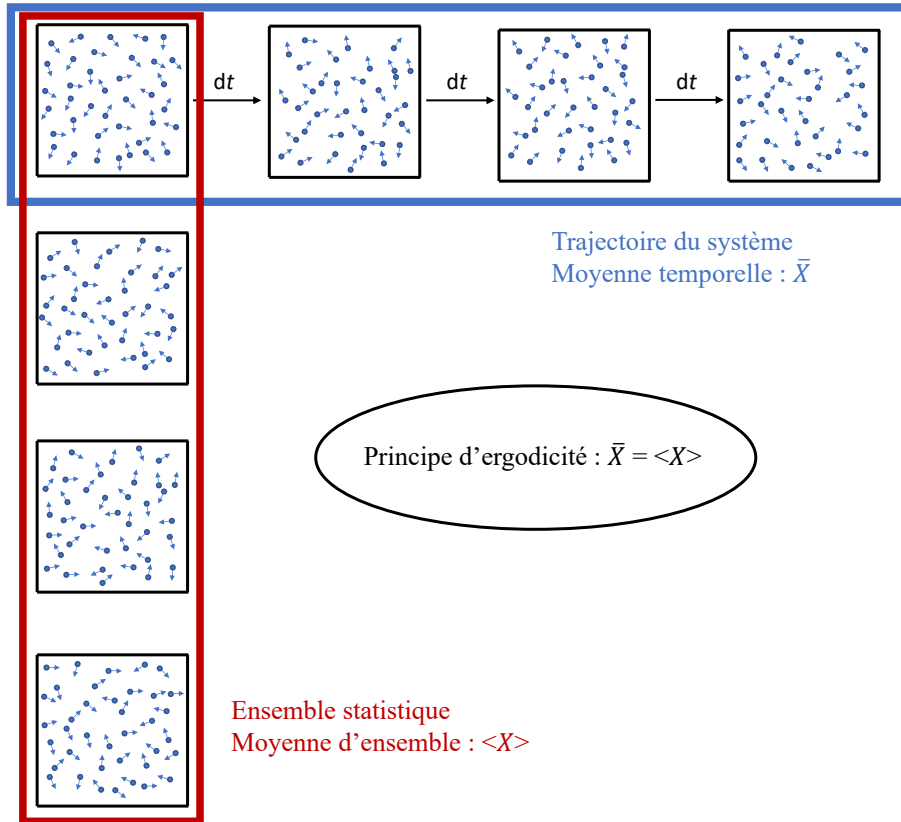 dt
dt
dt
Trajectoire du système
Moyenne temporelle : X̄
Principe d’ergodicité : X̄ = <X>
Ensemble statistique
Moyenne d’ensemble : <X>